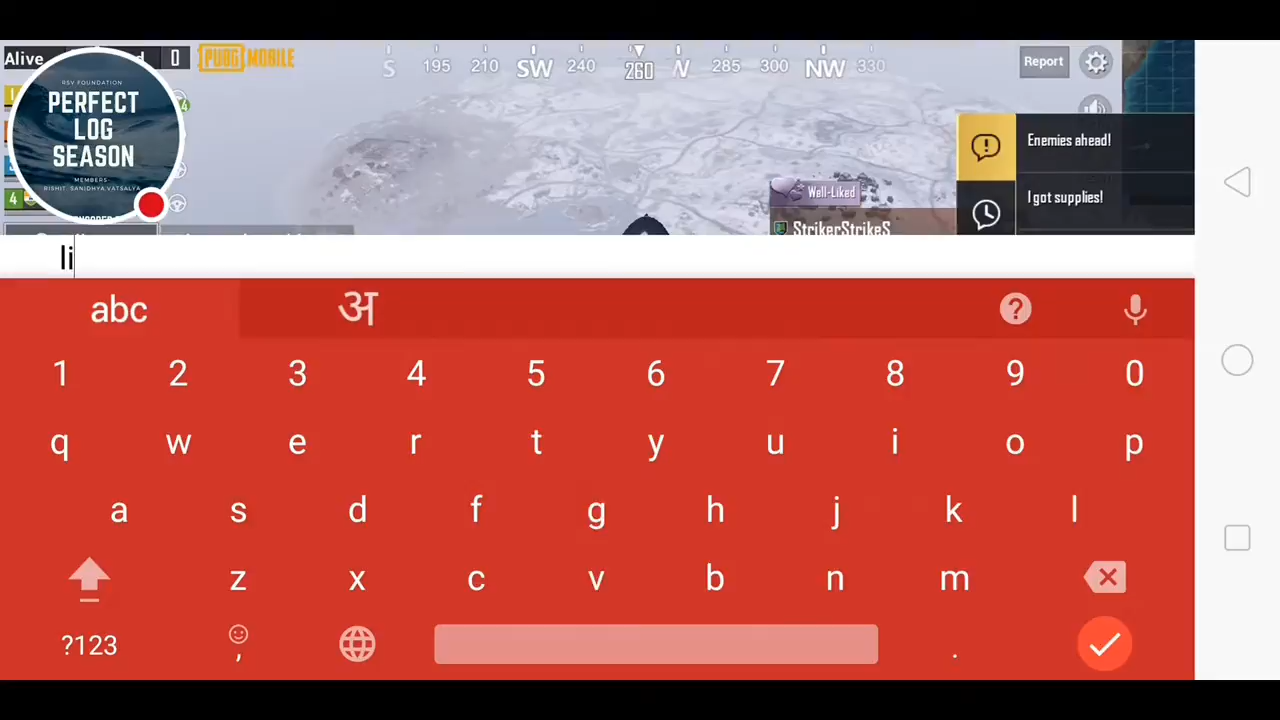 Alive
0
PUBG MOBILE
S 195 210 SW 240 260 W 285 300 NW 330
Report
RSV FOUNDATION
PERFECT
LOG
SEASON
MEMBERS
RISHIT, SANIDHYA, VATSALYA
4
4
Enemies ahead!
Well-Liked
I got supplies!
StrikerStrikeS
li
abc अ ?
1 2 3 4 5 6 7 8 9 0
q w e r t y u i o p
a s d f g h j k l
z x c v b n m
?123 , .